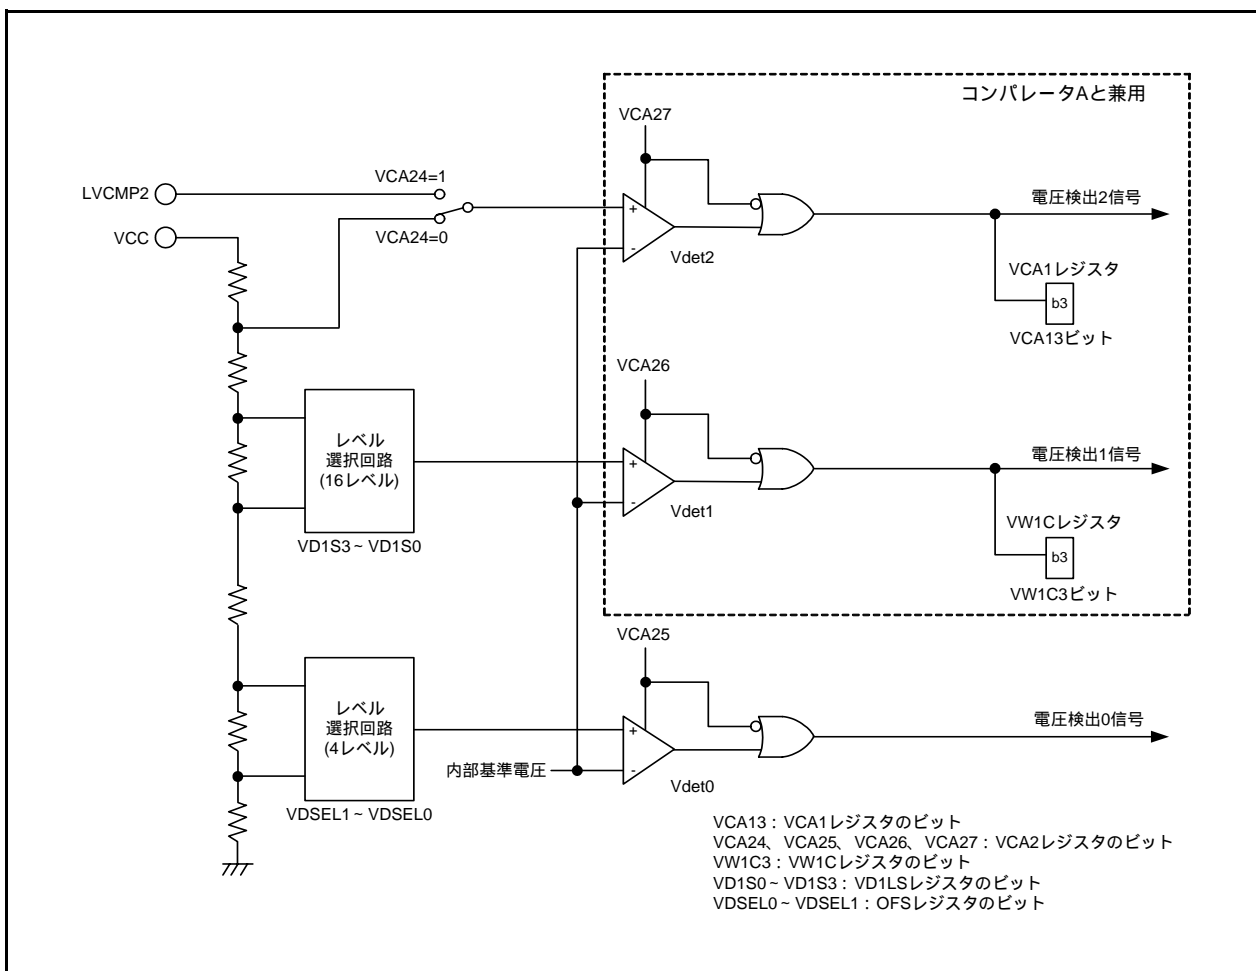 コンパレータAと兼用
VCA27
VCA24=1
LVCMP2
VCA24=0
VCC
+
-
Vdet2
電圧検出2信号
VCA1レジスタ
b3
VCA13ビット
VCA26
レベル
選択回路
(16レベル)
VD1S3~VD1S0
+
-
Vdet1
電圧検出1信号
VW1Cレジスタ
b3
VW1C3ビット
VCA25
レベル
選択回路
(4レベル)
VDSEL1~VDSEL0
内部基準電圧
+
-
Vdet0
電圧検出0信号
VCA13:VCA1レジスタのビット
VCA24、VCA25、VCA26、VCA27:VCA2レジスタのビット
VW1C3:VW1Cレジスタのビット
VD1S0~VD1S3:VD1LSレジスタのビット
VDSEL0~VDSEL1:OFSレジスタのビット